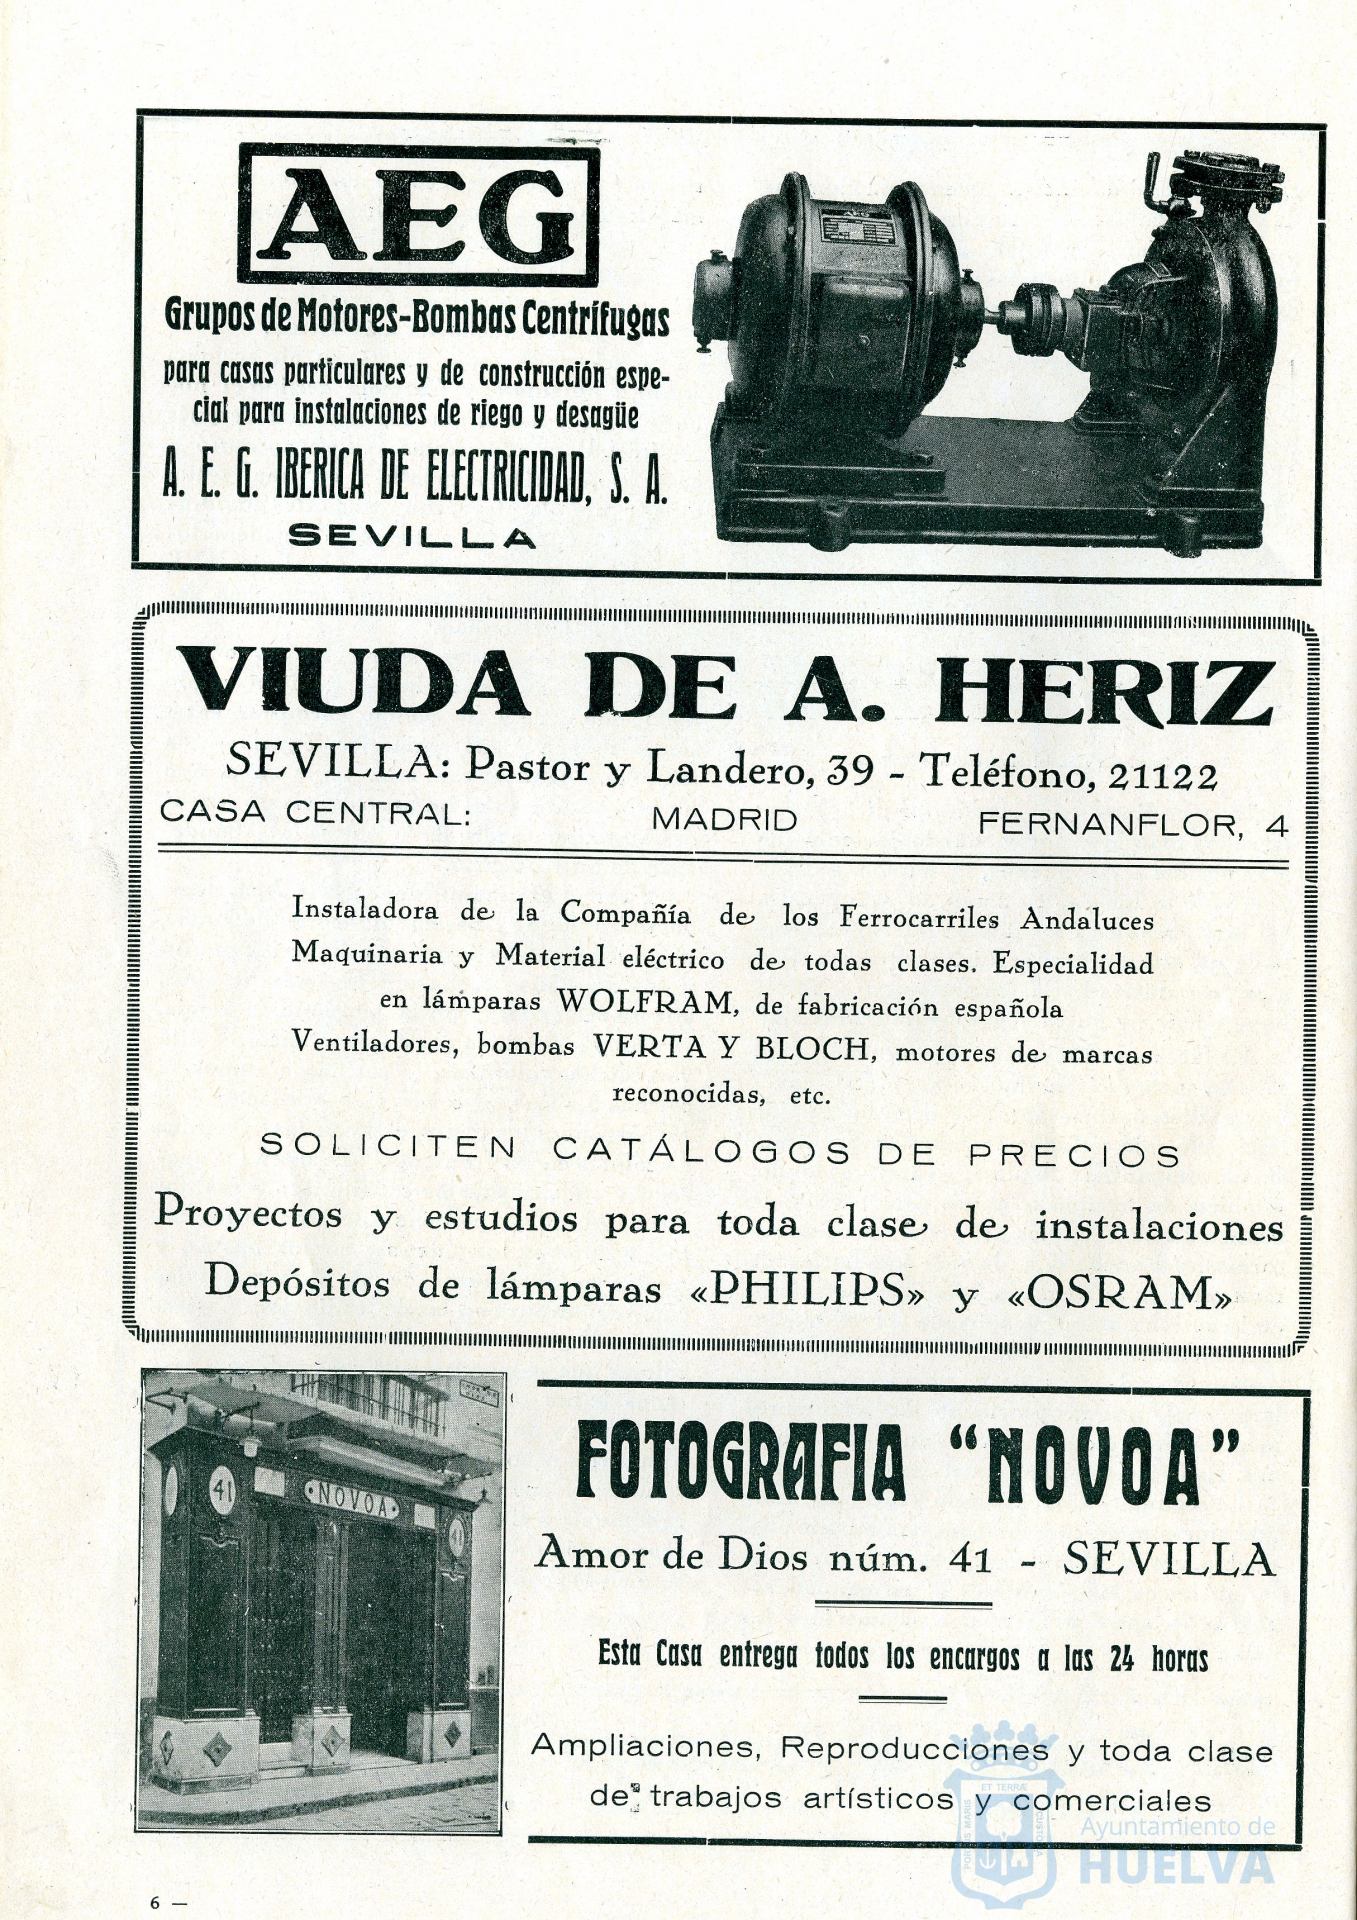 AEG
Grupos de Motores-Bombas Centrífugas
para casas particulares y de construcción espe-
cial para instalaciones de riego y desagüe
A. E. G. IBERICA DE ELECTRICIDAD, S. A.
SEVILLA
AEG
VIUDA DE A. HERIZ
SEVILLA: Pastor y Landero, 39 - Teléfono, 21122
CASA CENTRAL: MADRID FERNANFLOR, 4
Instaladora de la Compañía de los Ferrocarriles Andaluces
Maquinaria y Material eléctrico de todas clases. Especialidad
en lámparas WOLFRAM, de fabricación española
Ventiladores, bombas VERTA Y BLOCH, motores de marcas
reconocidas, etc.
SOLICITEN CATÁLOGOS DE PRECIOS
Proyectos y estudios para toda clase de instalaciones
Depósitos de lámparas «PHILIPS» y «OSRAM»
41
·NOVOA·
41
FOTOGRAFIA "NOVOA"
Amor de Dios núm. 41 - SEVILLA
Esta Casa entrega todos los encargos a las 24 horas
Ampliaciones, Reproducciones y toda clase
de trabajos artísticos y comerciales
PORTUS MARIS ET TERRÆ CUSTODIA
Ayuntamiento de
HUELVA
6 —